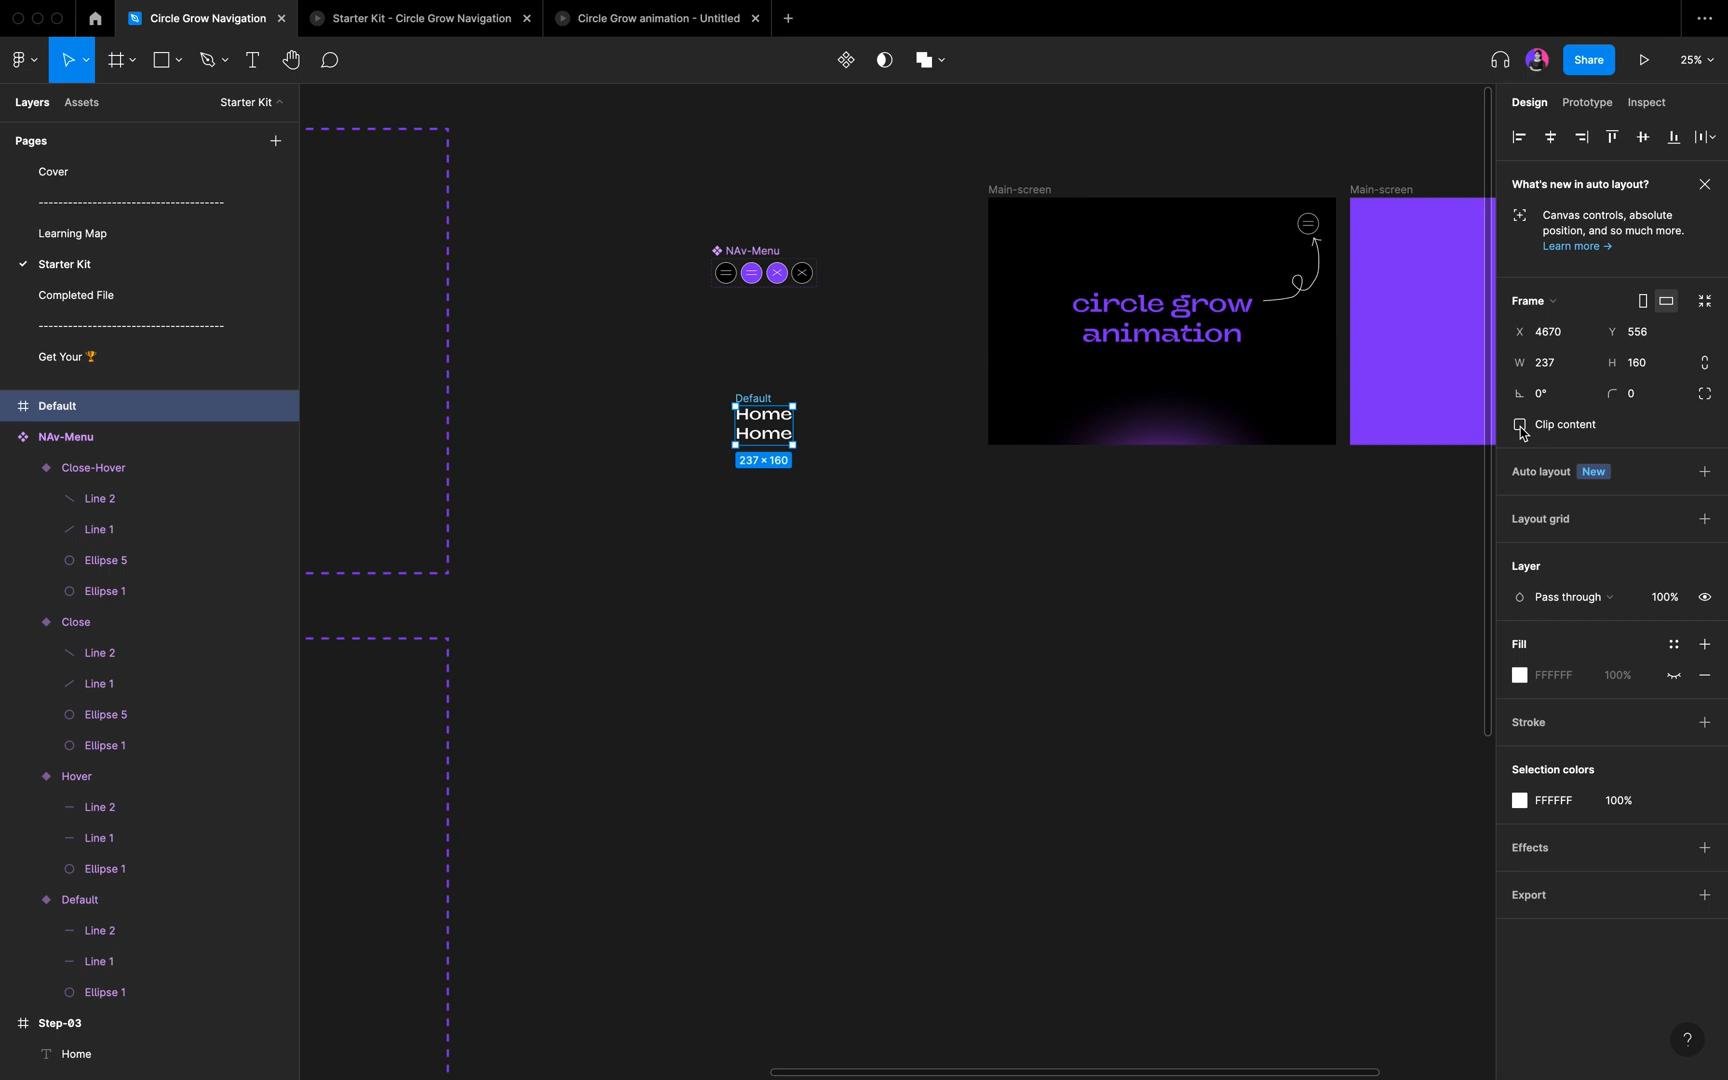 Circle Grow Navigation
Starter Kit - Circle Grow Navigation
Circle Grow animation - Untitled
Share
25%
Layers
Assets
Starter Kit
Pages
Cover
---------------------------------------
Learning Map
Starter Kit
Completed File
---------------------------------------
Get Your 🏆
Default
NAv-Menu
Close-Hover
Line 2
Line 1
Ellipse 5
Ellipse 1
Close
Line 2
Line 1
Ellipse 5
Ellipse 1
Hover
Line 2
Line 1
Ellipse 1
Default
Line 2
Line 1
Ellipse 1
Step-03
Home
NAv-Menu
Default
Home
Home
237 × 160
Main-screen
Main-screen
circle grow
animation
Design
Prototype
Inspect
What's new in auto layout?
Canvas controls, absolute
position, and so much more.
Learn more →
Frame
X 4670
Y 556
W 237
H 160
0°
0
Clip content
Auto layout
New
Layout grid
Layer
Pass through
100%
Fill
FFFFFF
100%
Stroke
Selection colors
FFFFFF
100%
Effects
Export
?